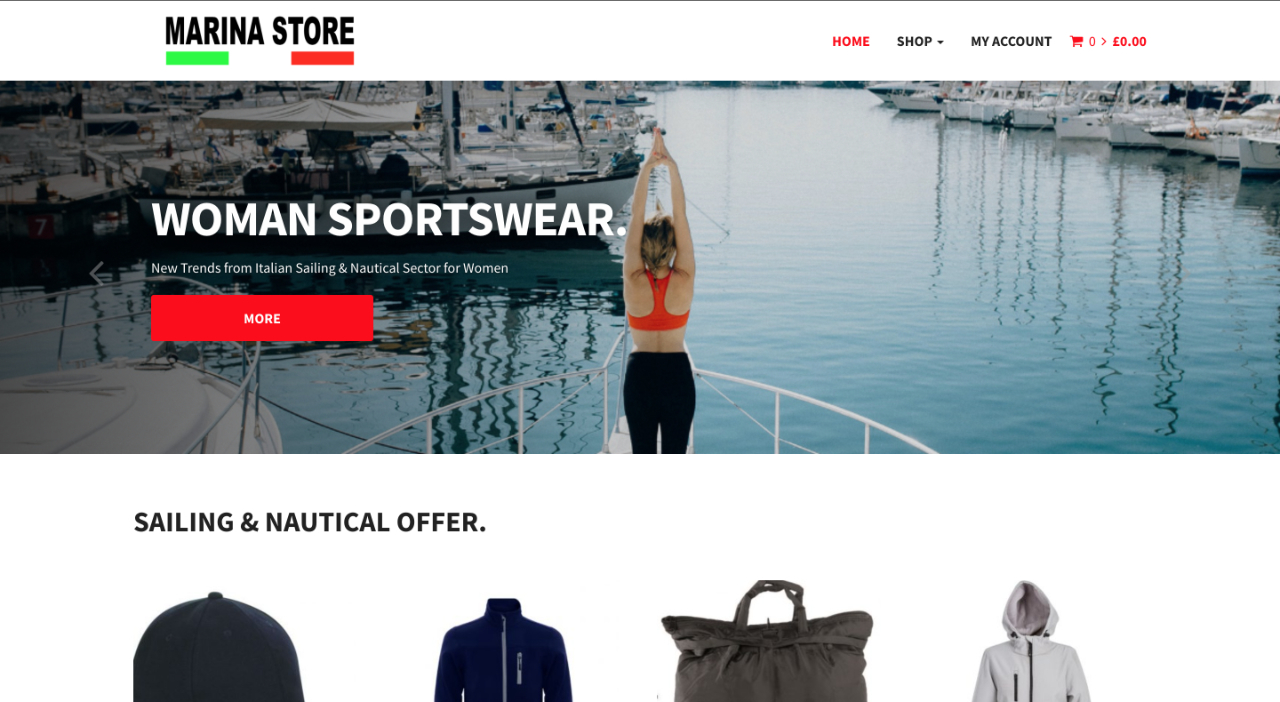 MARINA STORE
HOME
SHOP
MY ACCOUNT
0
£0.00
7
WOMAN SPORTSWEAR.
New Trends from Italian Sailing & Nautical Sector for Women
MORE
SAILING & NAUTICAL OFFER.